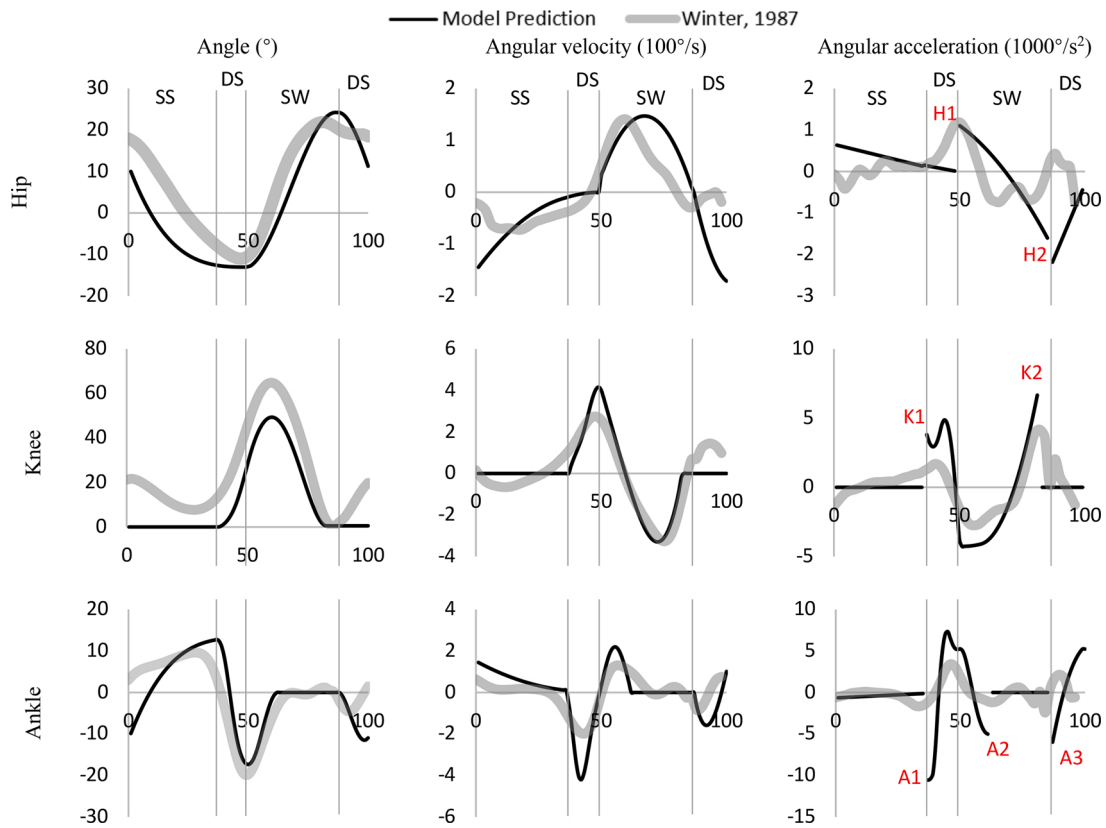 Model Prediction Winter, 1987
Angle (°) Angular velocity (100°/s) Angular acceleration (1000°/s²)
Hip
30
20
10
0
-10
-20
0 50 100
SS DS SW DS
2
1
0
-1
-2
0 50 100
SS DS SW DS
2
1
0
-1
-2
-3
50 100
SS DS SW DS
H1
H2
Knee
80
60
40
20
0
0 50 100
6
4
2
0
-2
-4
0 50 100
10
5
0
-5
0 50 100
K1
K2
Ankle
20
10
0
-10
-20
-30
0 50 100
4
2
0
-2
-4
-6
0 50 100
10
5
0
-5
-10
-15
0 50 100
A1
A2
A3